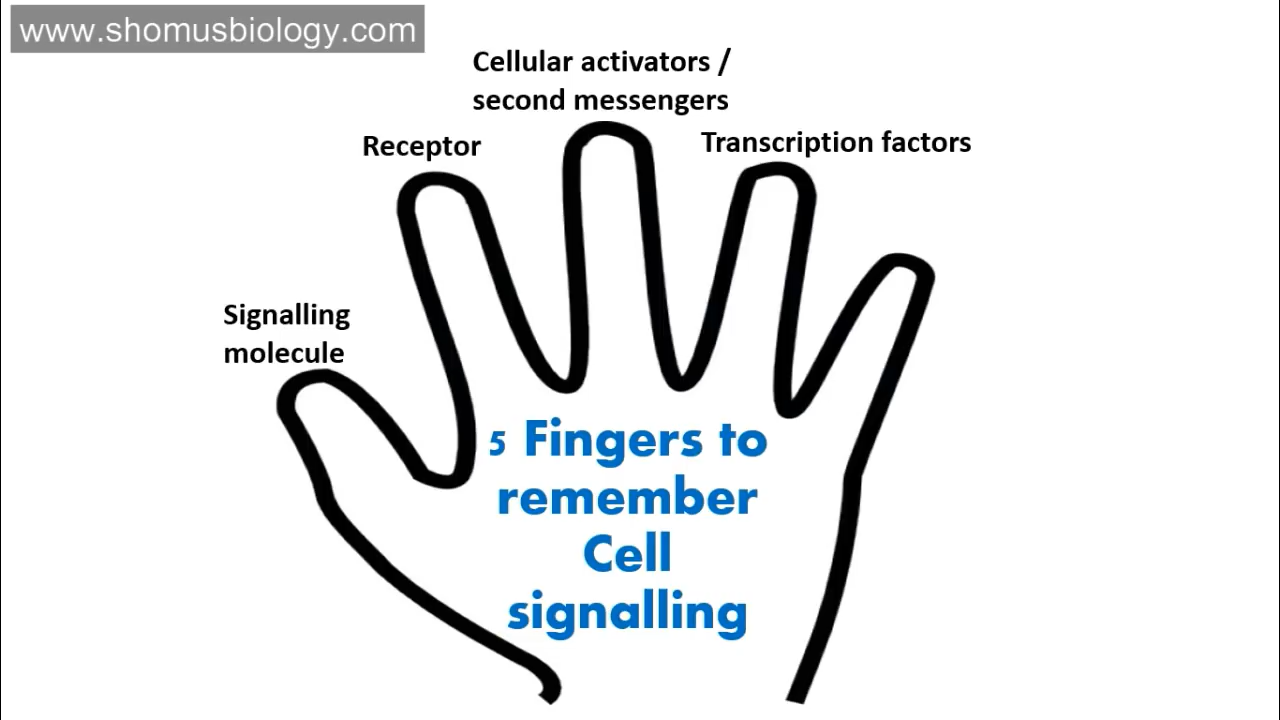 www.shomusbiology.com
Cellular activators /
second messengers
Receptor
Transcription factors
Signalling
molecule
5 Fingers to
remember
Cell
signalling